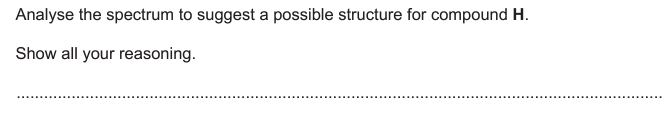 Analyse the spectrum to suggest a possible structure for compound H.
Show all your reasoning.